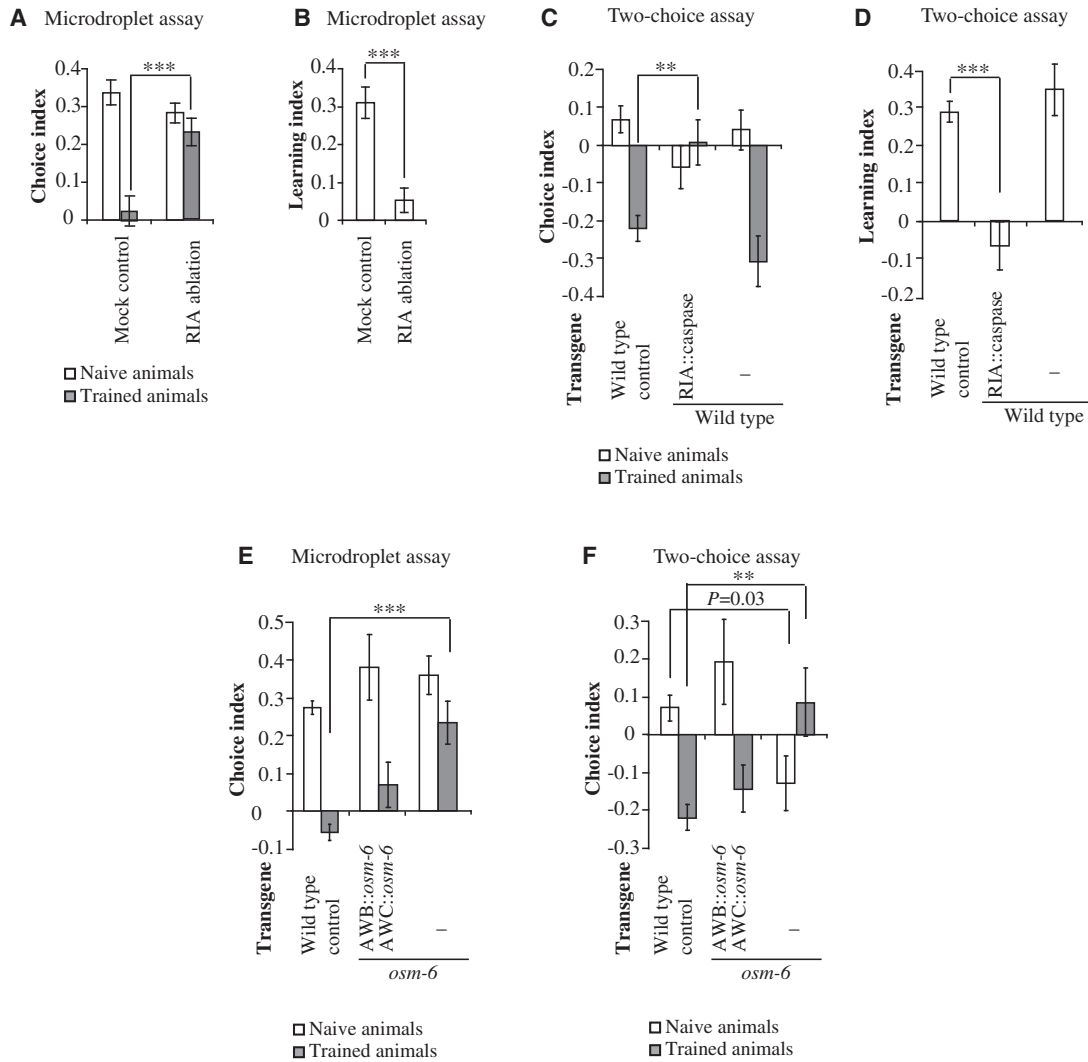 A Microdroplet assay
Choice index
0.4
0.3
0.2
0.1
0
***
Mock control
RIA ablation
Naive animals
Trained animals
B Microdroplet assay
Learning index
0.4
0.3
0.2
0.1
0
***
Mock control
RIA ablation
C Two-choice assay
Choice index
0.2
0.1
0
-0.1
-0.2
-0.3
-0.4
**
Transgene
Wild type
control
RIA::caspase
–
Wild type
Naive animals
Trained animals
D Two-choice assay
Learning index
0.4
0.3
0.2
0.1
0
-0.1
0.2
***
Transgene
Wild type
control
RIA::caspase
–
Wild type
E Microdroplet assay
Choice index
0.5
0.4
0.3
0.2
0.1
0
-0.1
***
Transgene
Wild type
control
AWB::osm-6
AWC::osm-6
–
osm-6
Naive animals
Trained animals
F Two-choice assay
Choice index
0.3
0.2
0.1
0
-0.1
-0.2
-0.3
**
P=0.03
Transgene
Wild type
control
AWB::osm-6
AWC::osm-6
–
osm-6
Naive animals
Trained animals